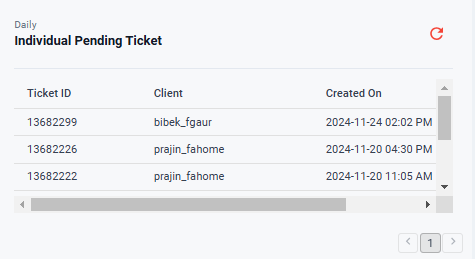 Daily
Individual Pending Ticket
Ticket ID Client Created On
13682299 bibek_fgaur 2024-11-24 02:02 PM
13682226 prajin_fahome 2024-11-20 04:30 PM
13682222 prajin_fahome 2024-11-20 11:05 AM
1